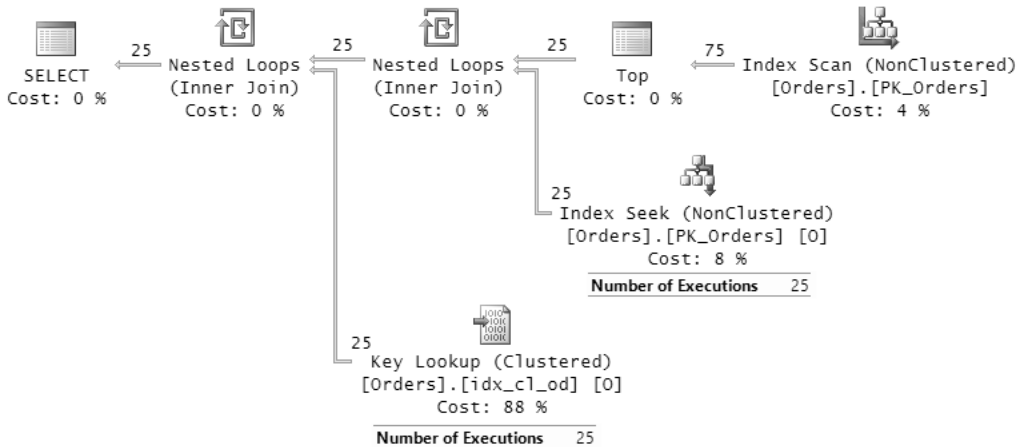 25
25
25
75
SELECT
Cost: 0 %
Nested Loops
(Inner Join)
Cost: 0 %
Nested Loops
(Inner Join)
Cost: 0 %
Top
Cost: 0 %
Index Scan (NonClustered)
[Orders].[PK_Orders]
Cost: 4 %
25
Index Seek (NonClustered)
[Orders].[PK_Orders] [O]
Cost: 8 %
Number of Executions 25
25
Key Lookup (Clustered)
[Orders].[idx_cl_od] [O]
Cost: 88 %
Number of Executions 25